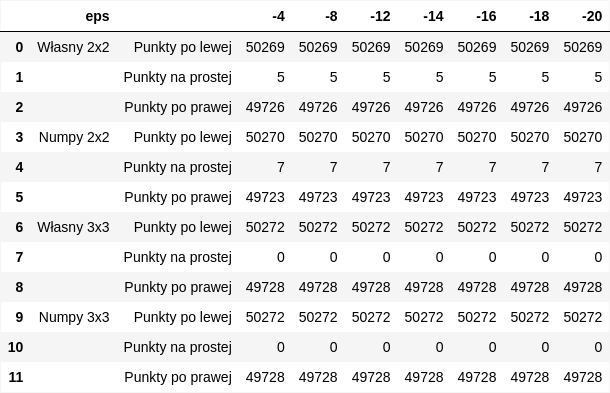 eps -4 -8 -12 -14 -16 -18 -20
0 Własny 2x2 Punkty po lewej 50269 50269 50269 50269 50269 50269 50269
1 Punkty na prostej 5 5 5 5 5 5 5
2 Punkty po prawej 49726 49726 49726 49726 49726 49726 49726
3 Numpy 2x2 Punkty po lewej 50270 50270 50270 50270 50270 50270 50270
4 Punkty na prostej 7 7 7 7 7 7 7
5 Punkty po prawej 49723 49723 49723 49723 49723 49723 49723
6 Własny 3x3 Punkty po lewej 50272 50272 50272 50272 50272 50272 50272
7 Punkty na prostej 0 0 0 0 0 0 0
8 Punkty po prawej 49728 49728 49728 49728 49728 49728 49728
9 Numpy 3x3 Punkty po lewej 50272 50272 50272 50272 50272 50272 50272
10 Punkty na prostej 0 0 0 0 0 0 0
11 Punkty po prawej 49728 49728 49728 49728 49728 49728 49728